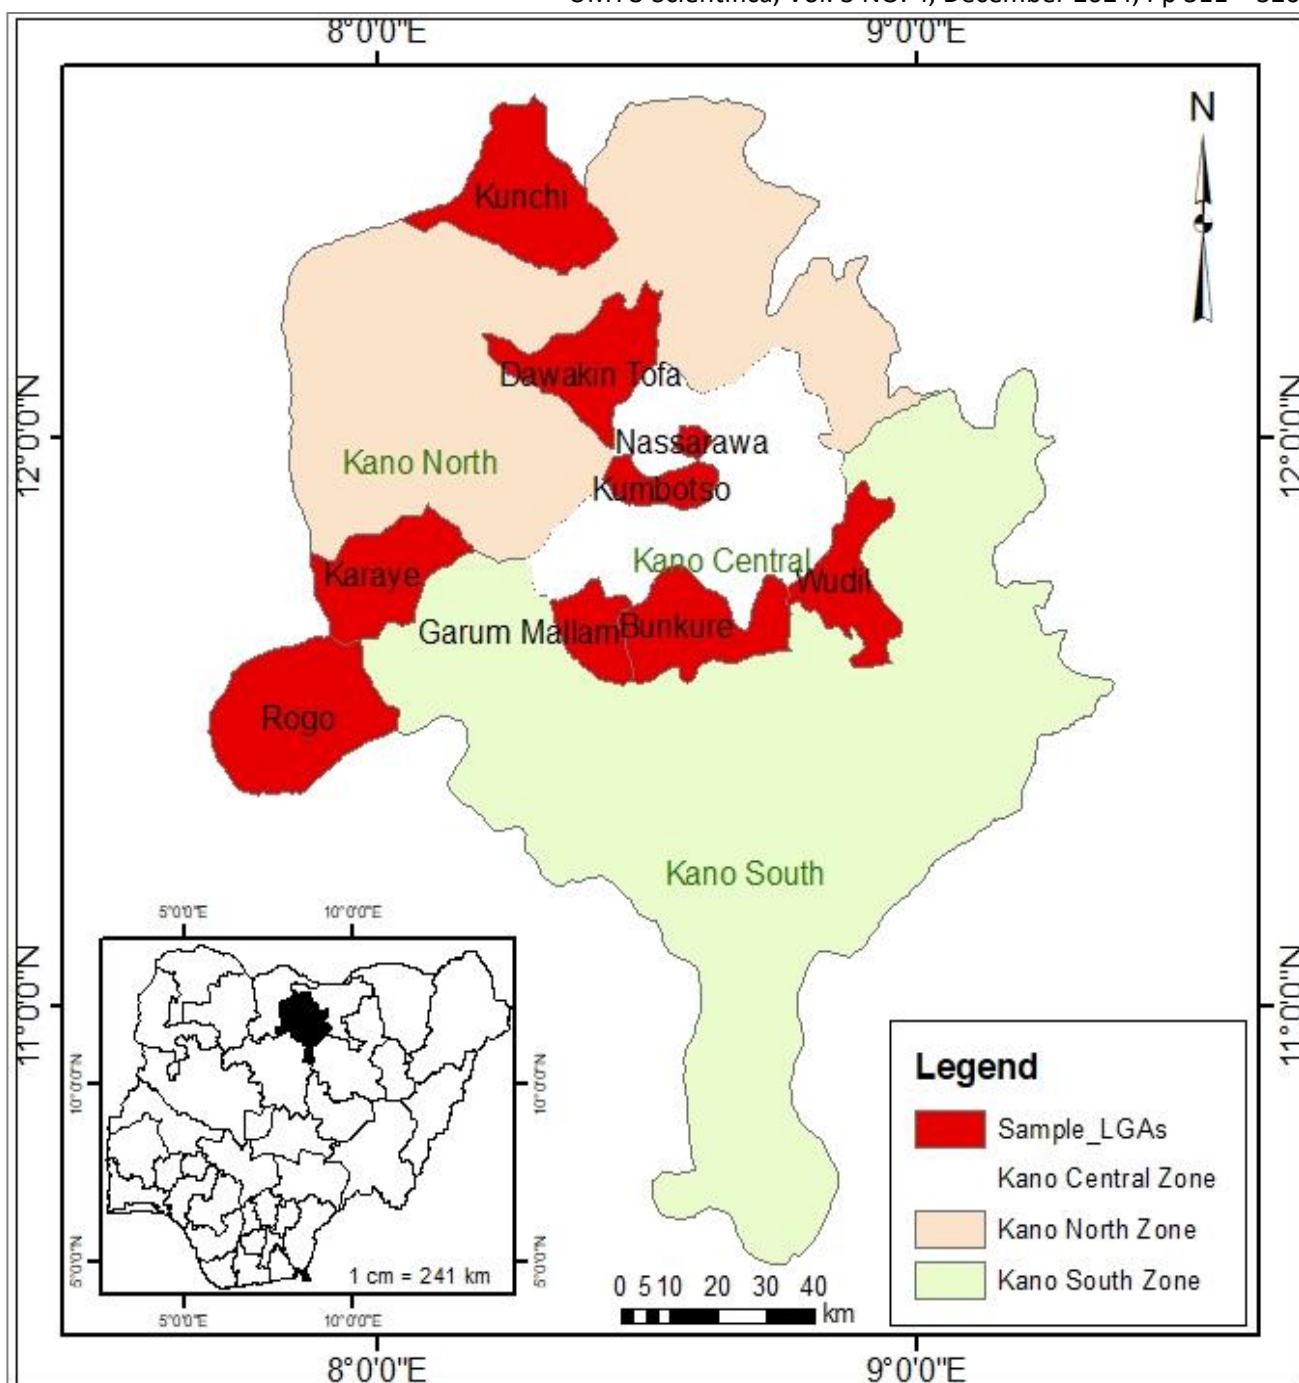 8°0'0"E 9°0'0"E
N
Kunchi
Dawakin Tofa
12°0'0"N 12°0'0"N
Nassarawa
Kano North
Kumbotso
Kano Central
Karaye
Wudil
Garum Mallam
Bunkure
Rogo
Kano South
5°0'0"E 10°0'0"E
11°0'0"N 11°0'0"N
10°0'0"N 10°0'0"N
5°0'0"N 5°0'0"N
1 cm = 241 km
5°0'0"E 10°0'0"E
0 5 10 20 30 40
km
Legend
Sample_LGAs
Kano Central Zone
Kano North Zone
Kano South Zone
8°0'0"E 9°0'0"E